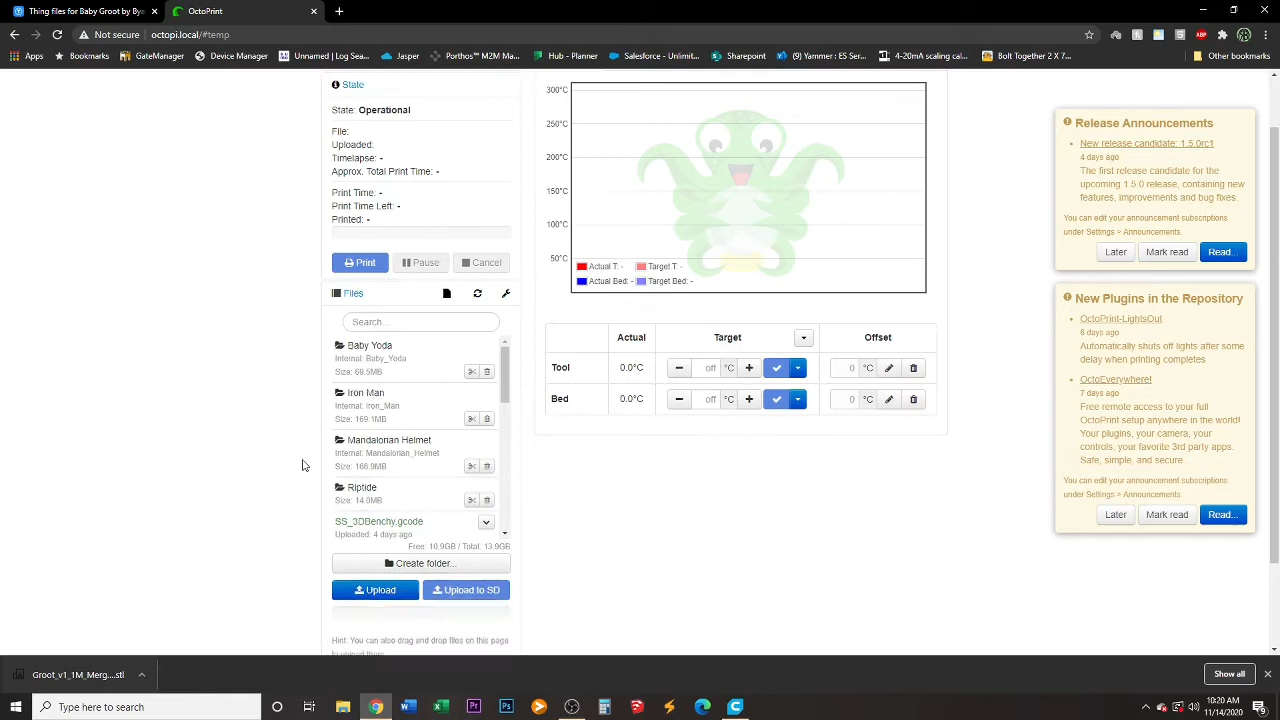 Thing files for Baby Groot by Bya
OctoPrint
Not secure
octopi.local/#temp
Apps
Things
GateManager
Device Manager
Unnamed | Log Sea...
Jasper
Porthos™ M2M Ma...
Hub - Planner
Salesforce - Unlimit...
Sharepoint
(9) Yammer : ES Ser...
4-20mA scaling cal...
Bolt Together 2 X 7...
Other bookmarks
State
State: Operational
File:
Uploaded:
Timelapse: -
Approx. Total Print Time: -
Print Time: -
Print Time Left: -
Printed: -
Print
Pause
Cancel
Files
Search...
Baby Yoda
Internal: Baby_Yoda
Size: 69.5MB
Iron Man
Internal: Iron_Man
Size: 169.1MB
Mandalorian Helmet
Internal: Mandalorian_Helmet
Size: 166.9MB
Riptide
Size: 14.0MB
SS_3DBenchy.gcode
Uploaded: 4 days ago
Free: 10.9GB / Total: 13.9GB
Create folder...
Upload
Upload to SD
Hint: You can also drag and drop files on this page
to upload them.
300°C
250°C
200°C
150°C
100°C
50°C
Actual T: -
Target T: -
Actual Bed: -
Target Bed: -
Actual
Target
Offset
Tool
0.0°C
off
°C
0
°C
Bed
0.0°C
off
°C
0
°C
Release Announcements
New release candidate: 1.5.0rc1
4 days ago
The first release candidate for the
upcoming 1.5.0 release, containing new
features, improvements and bug fixes.
You can edit your announcement subscriptions
under Settings > Announcements.
Later
Mark read
Read...
New Plugins in the Repository
OctoPrint-LightsOut
6 days ago
Automatically shuts off lights after some
delay when printing completes
OctoEverywhere!
7 days ago
Free remote access to your full
OctoPrint setup anywhere in the world!
Your plugins, your camera, your
controls, your favorite 3rd party apps.
Safe, simple, and secure.
You can edit your announcement subscriptions
under Settings > Announcements.
Later
Mark read
Read...
Groot_v1_1M_Merg....stl
Show all
Type here to search
10:20 AM
11/14/2020